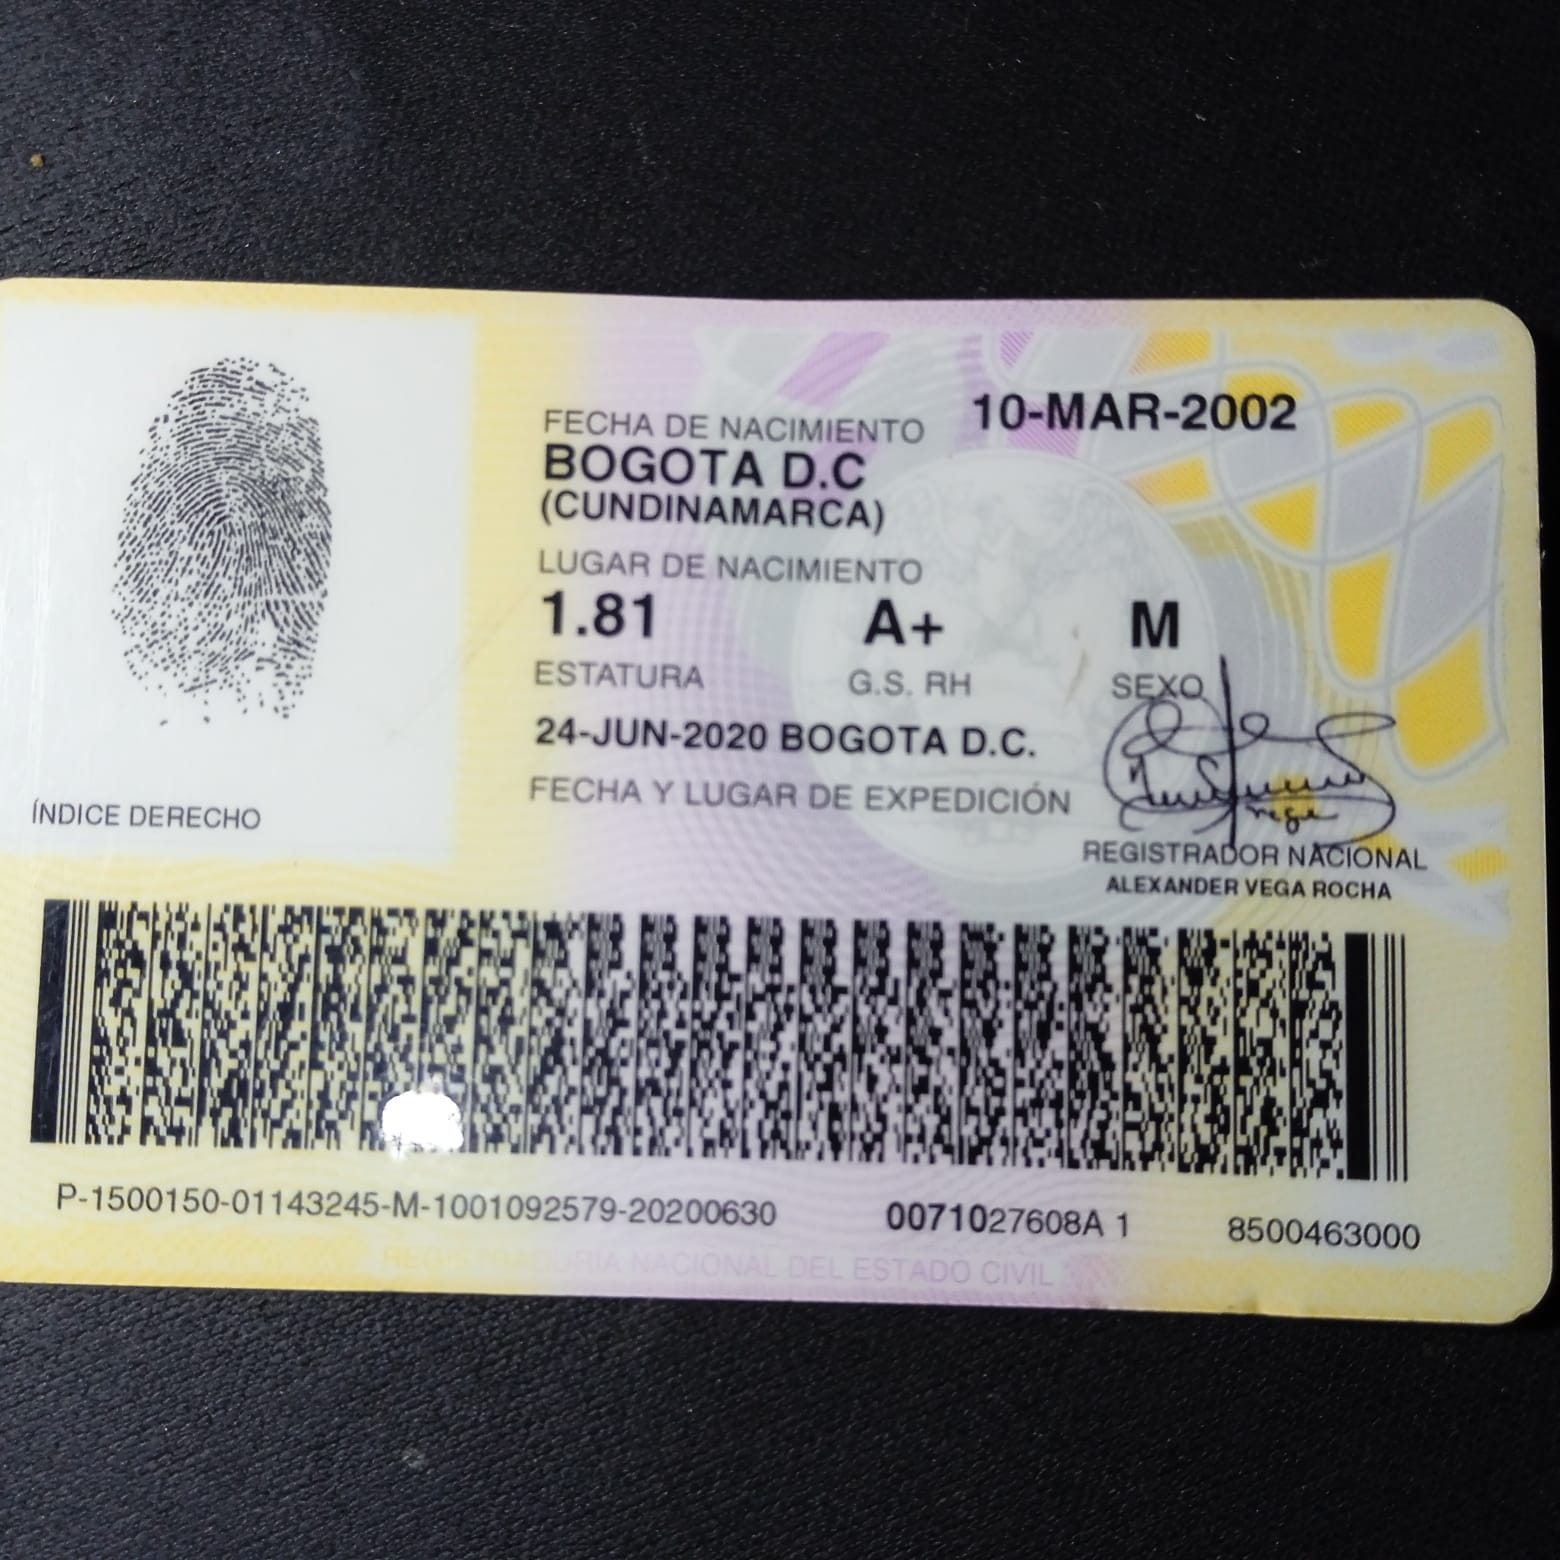 FECHA DE NACIMIENTO 10-MAR-2002
BOGOTA D.C
(CUNDINAMARCA)
LUGAR DE NACIMIENTO
1.81 A+ M
ESTATURA G.S. RH SEXO
24-JUN-2020 BOGOTA D.C.
FECHA Y LUGAR DE EXPEDICIÓN
ÍNDICE DERECHO
REGISTRADOR NACIONAL
ALEXANDER VEGA ROCHA
P-1500150-01143245-M-1001092579-20200630 0071027608A 1 8500463000
REGISTRADURIA NACIONAL DEL ESTADO CIVIL